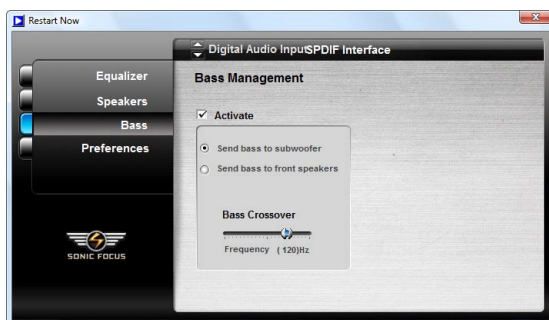 Restart Now
Digital Audio InputSPDIF Interface
Equalizer
Speakers
Bass
Preferences
SONIC FOCUS
Bass Management
Activate
Send bass to subwoofer
Send bass to front speakers
Bass Crossover
Frequency ( 120)Hz